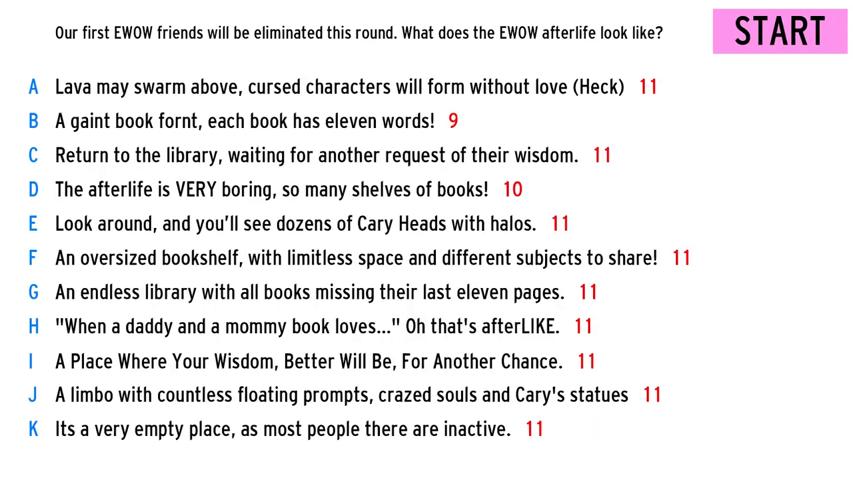 Our first EWOW friends will be eliminated this round. What does the EWOW afterlife look like?
START
A Lava may swarm above, cursed characters will form without love (Heck) 11
B A gaint book fornt, each book has eleven words! 9
C Return to the library, waiting for another request of their wisdom. 11
D The afterlife is VERY boring, so many shelves of books! 10
E Look around, and you'll see dozens of Cary Heads with halos. 11
F An oversized bookshelf, with limitless space and different subjects to share! 11
G An endless library with all books missing their last eleven pages. 11
H "When a daddy and a mommy book loves..." Oh that's afterLIKE. 11
I A Place Where Your Wisdom, Better Will Be, For Another Chance. 11
J A limbo with countless floating prompts, crazed souls and Cary's statues 11
K Its a very empty place, as most people there are inactive. 11